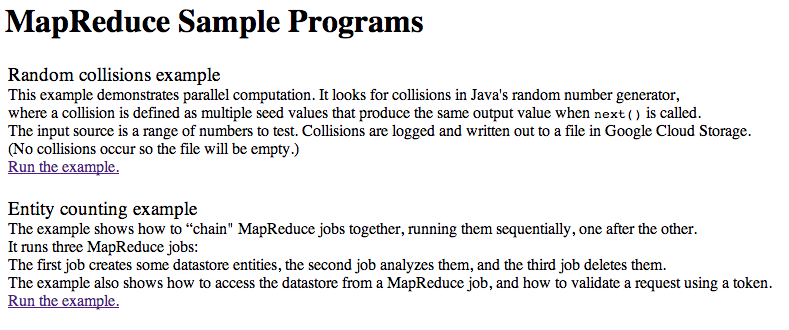 MapReduce Sample Programs
Random collisions example
This example demonstrates parallel computation. It looks for collisions in Java's random number generator,
where a collision is defined as multiple seed values that produce the same output value when next() is called.
The input source is a range of numbers to test. Collisions are logged and written out to a file in Google Cloud Storage.
(No collisions occur so the file will be empty.)
Run the example.
Entity counting example
The example shows how to “chain" MapReduce jobs together, running them sequentially, one after the other.
It runs three MapReduce jobs:
The first job creates some datastore entities, the second job analyzes them, and the third job deletes them.
The example also shows how to access the datastore from a MapReduce job, and how to validate a request using a token.
Run the example.